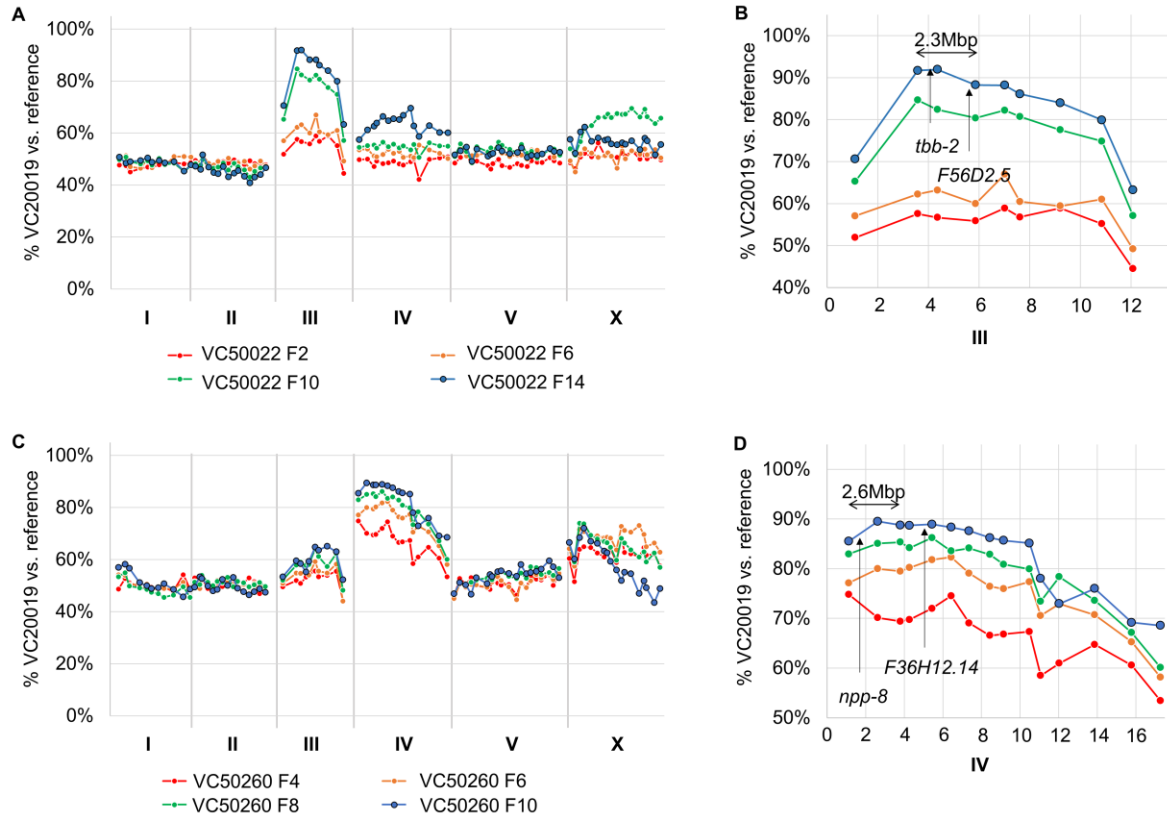 A
% VC20019 vs. reference
100%
80%
60%
40%
20%
0%
I II III IV V X
VC50022 F2 VC50022 F6
VC50022 F10 VC50022 F14
B
% VC20019 vs. reference
100%
90%
80%
70%
60%
50%
40%
2.3Mbp
tbb-2
F56D2.5
0 2 4 6 8 10 12
III
C
% VC20019 vs. reference
100%
80%
60%
40%
20%
0%
I II III IV V X
VC50260 F4 VC50260 F6
VC50260 F8 VC50260 F10
D
% VC20019 vs. reference
100%
90%
80%
70%
60%
50%
2.6Mbp
F36H12.14
npp-8
0 2 4 6 8 10 12 14 16
IV